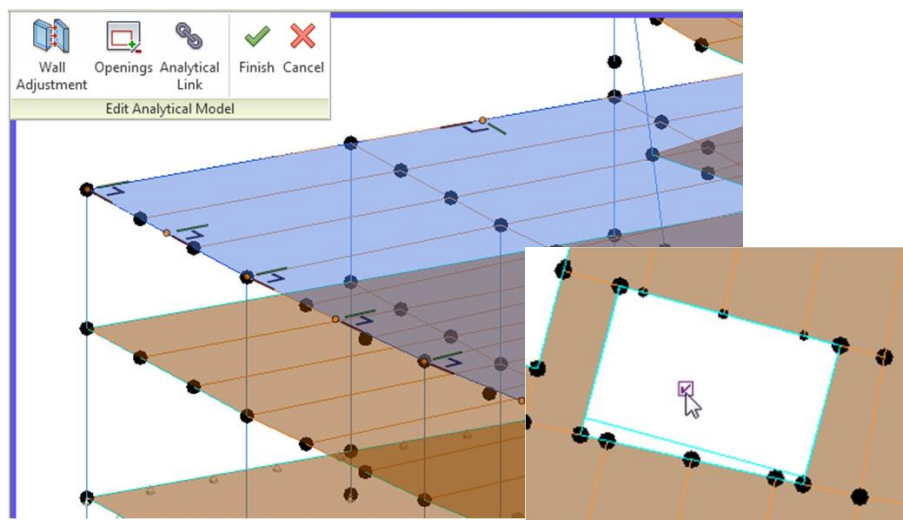 Wall Openings Analytical Finish Cancel
Adjustment Link
Edit Analytical Model